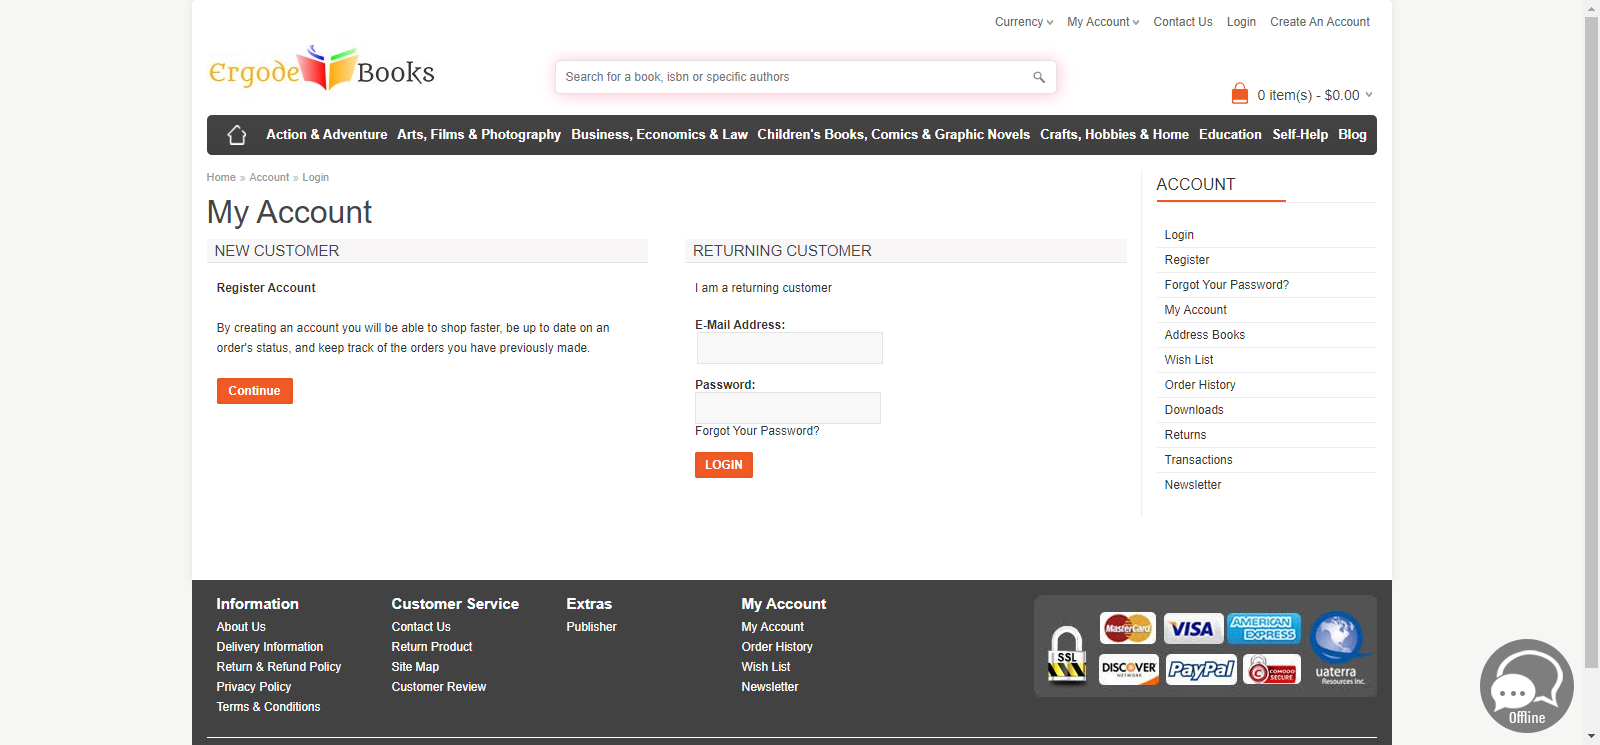 Currency My Account Contact Us Login Create An Account
Ergode Books
Search for a book, isbn or specific authors
0 item(s) - $0.00
Action & Adventure Arts, Films & Photography Business, Economics & Law Children's Books, Comics & Graphic Novels Crafts, Hobbies & Home Education Self-Help Blog
Home » Account » Login
My Account
NEW CUSTOMER
Register Account
By creating an account you will be able to shop faster, be up to date on an
order's status, and keep track of the orders you have previously made.
Continue
RETURNING CUSTOMER
I am a returning customer
E-Mail Address:
Password:
Forgot Your Password?
LOGIN
ACCOUNT
Login
Register
Forgot Your Password?
My Account
Address Books
Wish List
Order History
Downloads
Returns
Transactions
Newsletter
Information
About Us
Delivery Information
Return & Refund Policy
Privacy Policy
Terms & Conditions
Customer Service
Contact Us
Return Product
Site Map
Customer Review
Extras
Publisher
My Account
My Account
Order History
Wish List
Newsletter
SSL
MasterCard
VISA
AMERICAN
EXPRESS
DISCOVER
NETWORK
PayPal
COMODO
SECURE
uaterra
Resources Inc.
Offline